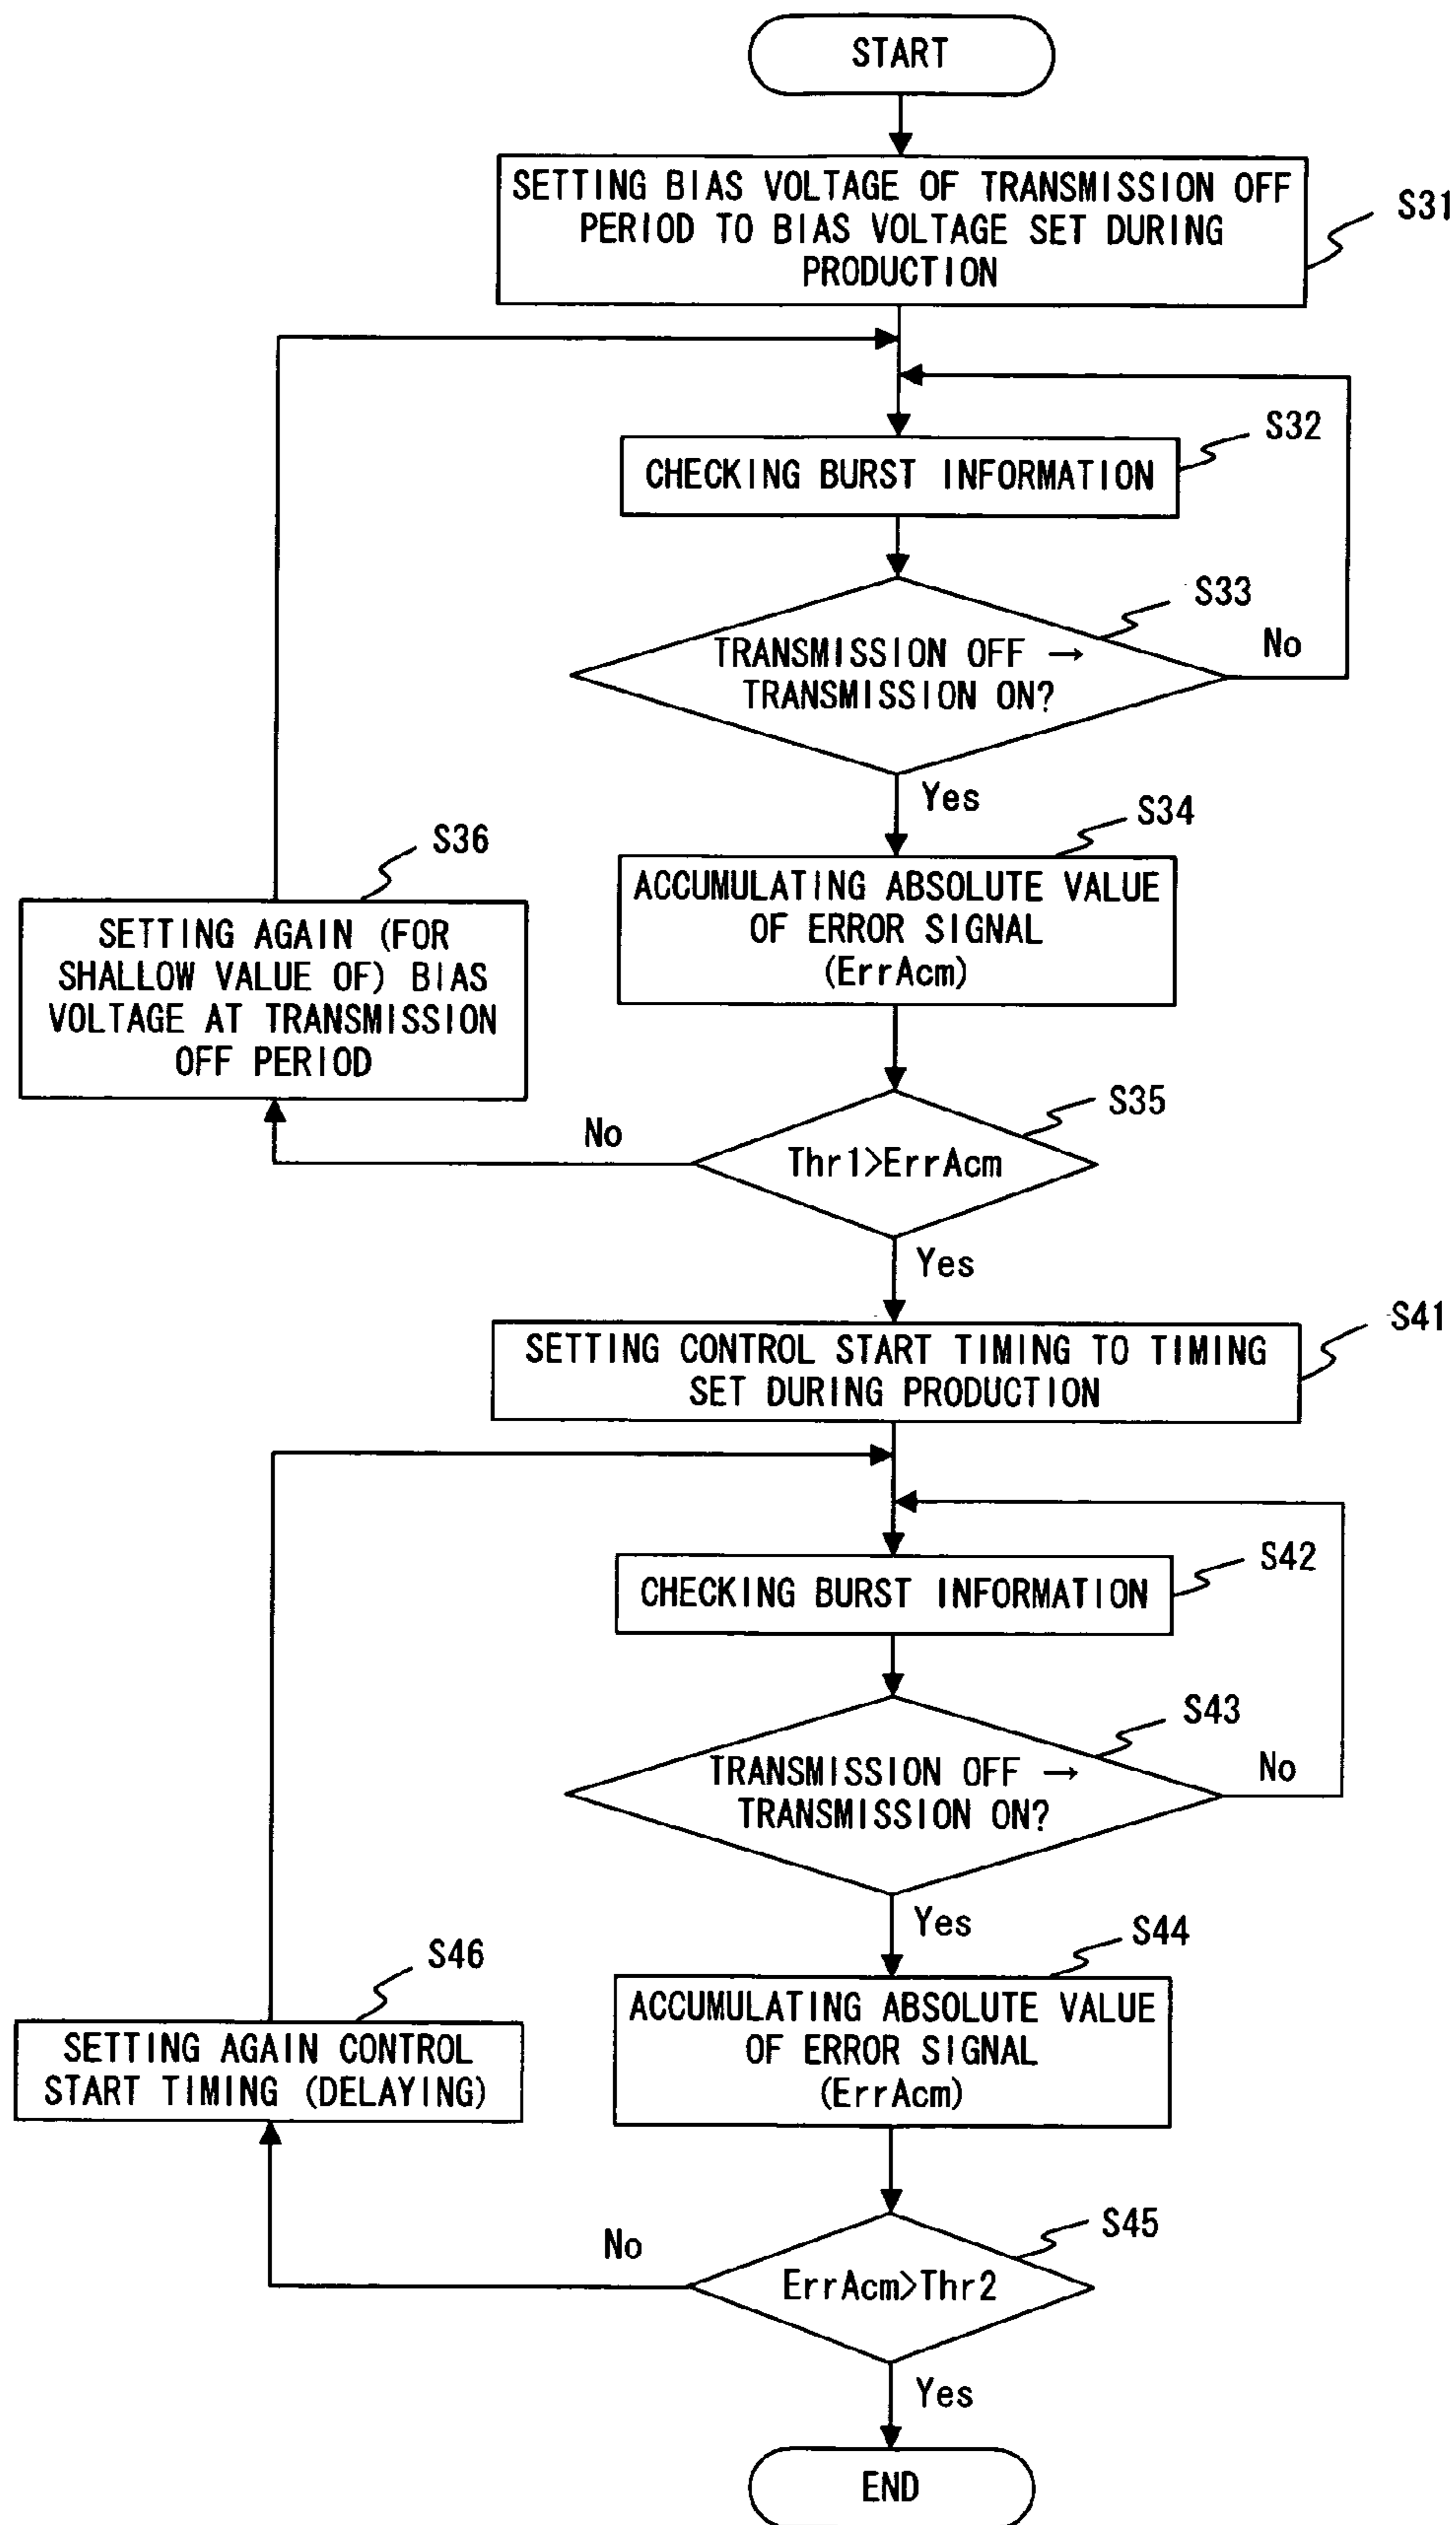 START
SETTING BIAS VOLTAGE OF TRANSMISSION OFF
PERIOD TO BIAS VOLTAGE SET DURING
PRODUCTION
S31
S32
CHECKING BURST INFORMATION
S33
TRANSMISSION OFF →
TRANSMISSION ON?
No
Yes
S34
ACCUMULATING ABSOLUTE VALUE
OF ERROR SIGNAL
(ErrAcm)
S36
SETTING AGAIN (FOR
SHALLOW VALUE OF) BIAS
VOLTAGE AT TRANSMISSION
OFF PERIOD
S35
No
Thr1>ErrAcm
Yes
S41
SETTING CONTROL START TIMING TO TIMING
SET DURING PRODUCTION
S42
CHECKING BURST INFORMATION
S43
TRANSMISSION OFF →
TRANSMISSION ON?
No
Yes
S44
ACCUMULATING ABSOLUTE VALUE
OF ERROR SIGNAL
(ErrAcm)
S46
SETTING AGAIN CONTROL
START TIMING (DELAYING)
S45
No
ErrAcm>Thr2
Yes
END